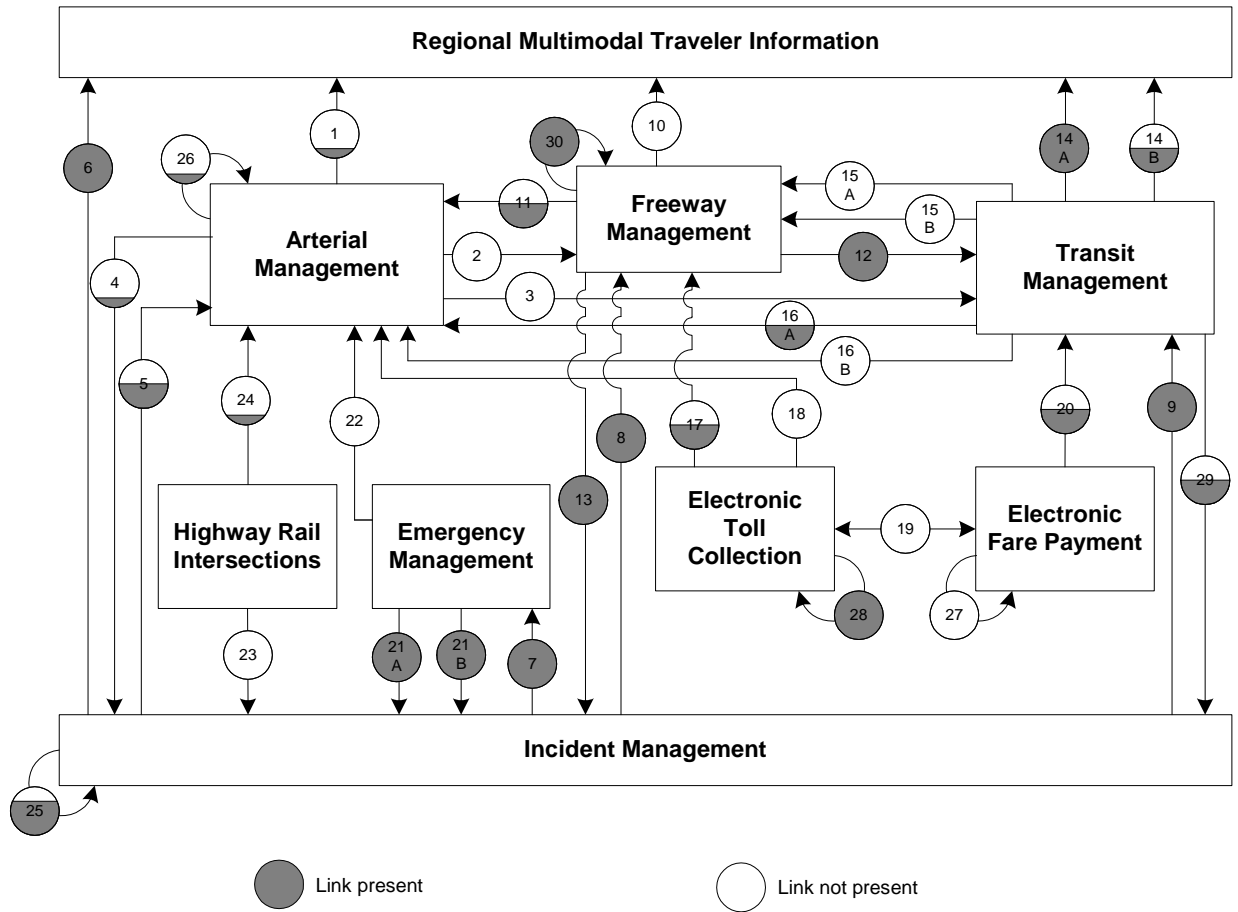 Regional Multimodal Traveler Information
6
26
1
30
10
14
A
14
B
15
A
15
B
11
2
12
3
4
5
16
A
16
B
Arterial
Management
Freeway
Management
Transit
Management
24
22
8
17
18
20
9
13
29
Highway Rail
Intersections
Emergency
Management
Electronic
Toll
Collection
19
Electronic
Fare Payment
23
21
A
21
B
7
28
27
Incident Management
25
Link present
Link not present